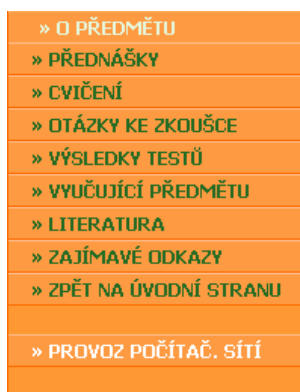 » O PŘEDMĚTU
» PŘEDNÁŠKY
» CVIČENÍ
» OTÁZKY KE ZKOUŠCE
» VÝSLEDKY TESTŮ
» VYUČUJÍCÍ PŘEDMĚTU
» LITERATURA
» ZAJÍMAVÉ ODKAZY
» ZPĚT NA ÚVODNÍ STRANU
» PROVOZ POČÍTAČ. SÍTÍ